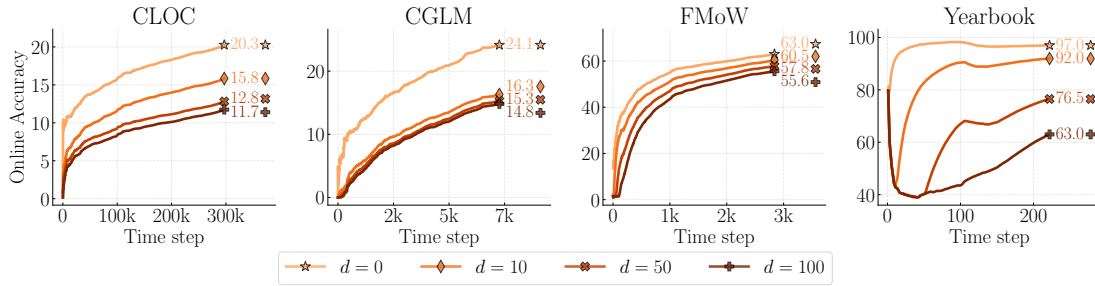 CLOC
CGLM
FMoW
Yearbook
Online Accuracy
20
15
10
5
0
20.3
15.8
12.8
11.7
0
100k
200k
300k
Time step
20
10
0
24.1
16.3
15.3
14.8
0
2k
5k
7k
Time step
60
40
20
0
63.0
60.5
57.8
55.6
0
1k
2k
3k
Time step
100
80
60
40
97.0
92.0
76.5
63.0
0
100
200
Time step
d = 0
d = 10
d = 50
d = 100